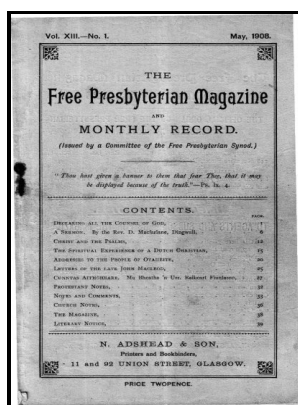 Vol. XIII.—No. 1. May, 1908.
THE
Free Presbyterian Magazine
AND
MONTHLY RECORD.
(Issued by a Committee of the Free Presbyterian Synod.)
"Thou hast given a banner to them that fear Thee, that it may
be displayed because of the truth."—Ps. lx. 4.
CONTENTS.
PAGE
Declaring all the Counsel of God, 1
A Sermon. By the Rev. D. Macfarlane, Dingwall, 6
Christ and the Psalms, 12
The Spiritual Experience of a Dutch Christian, 15
Addresses to the People of Otaheite, 20
Letters of the late John Mackenzie, 25
Protestant Notes, 32
Notes and Comments, 33
Church Notes, 36
The Magazine, 38
Literary Notice, 39
N. ADSHEAD & SON,
Printers and Bookbinders,
11 and 92 UNION STREET, GLASGOW.
PRICE TWOPENCE.